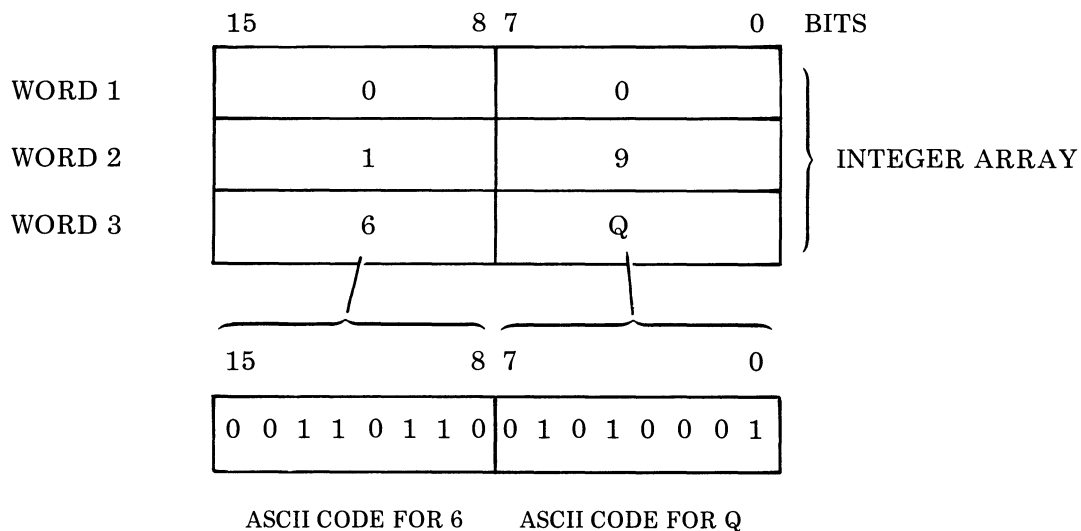 15 8 7 0 BITS
WORD 1 0 0
WORD 2 1 9 INTEGER ARRAY
WORD 3 6 Q
15 8 7 0
0 0 1 1 0 1 1 0 0 1 0 1 0 0 0 1
ASCII CODE FOR 6 ASCII CODE FOR Q